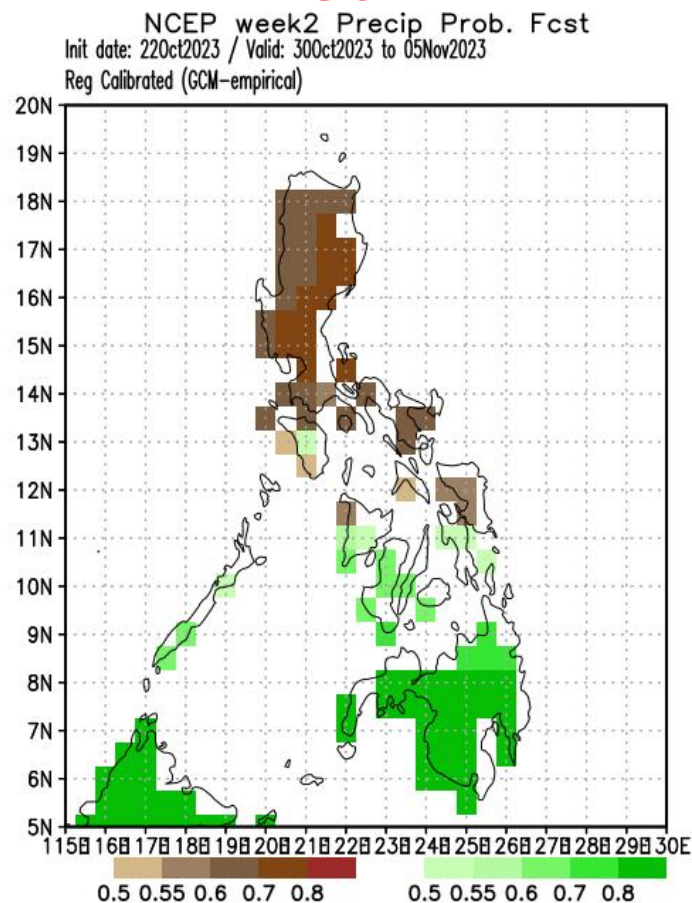 NCEP week2 Precip Prob. Fcst
Init date: 22Oct2023 / Valid: 30Oct2023 to 05Nov2023
Reg Calibrated (GCM-empirical)
20N
19N
18N
17N
16N
15N
14N
13N
12N
11N
10N
9N
8N
7N
6N
5N
115E 116E 117E 118E 119E 120E 121E 122E 123E 124E 125E 126E 127E 128E 129E 130E
0.5 0.55 0.6 0.7 0.8 0.5 0.55 0.6 0.7 0.8